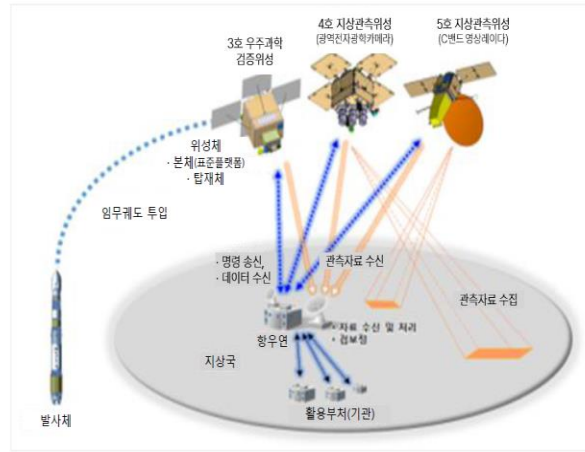 3호 우주과학
검증위성
4호 지상관측위성
(광역전자광학카메라)
5호 지상관측위성
(C밴드 영상레이다)
위성체
· 본체(표준플랫폼)
· 탑재체
임무궤도 투입
· 명령 송신,
· 데이터 수신
관측자료 수신
관측자료 수집
항우연
• 자료 수신 및 처리
• 검보정
지상국
활용부처(기관)
발사체